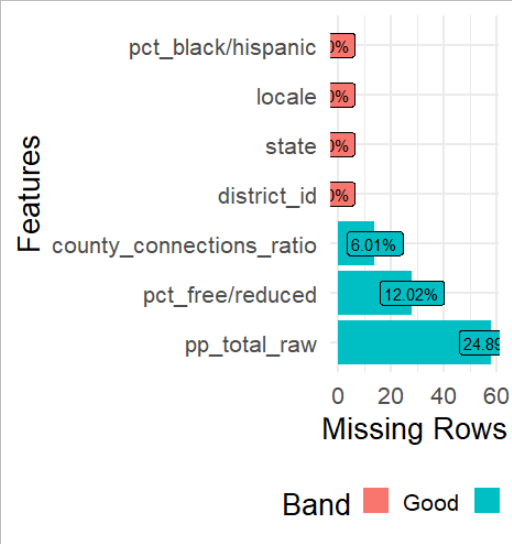 Features
pct_black/hispanic 0%
locale 0%
state 0%
district_id 0%
county_connections_ratio 6.01%
pct_free/reduced 12.02%
pp_total_raw 24.89
0 20 40 60
Missing Rows
Band Good